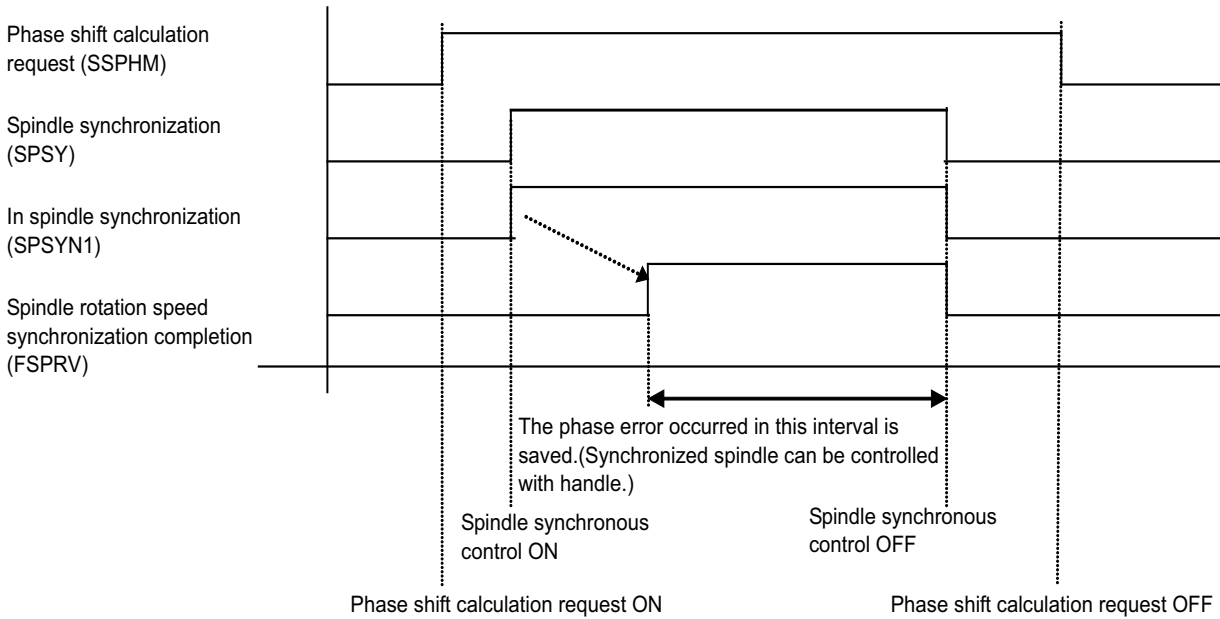 Phase shift calculation
request (SSPHM)
Spindle synchronization
(SPSY)
In spindle synchronization
(SPSYN1)
Spindle rotation speed
synchronization completion
(FSPRV)
The phase error occurred in this interval is
saved.(Synchronized spindle can be controlled
with handle.)
Spindle synchronous
control ON
Spindle synchronous
control OFF
Phase shift calculation request ON
Phase shift calculation request OFF